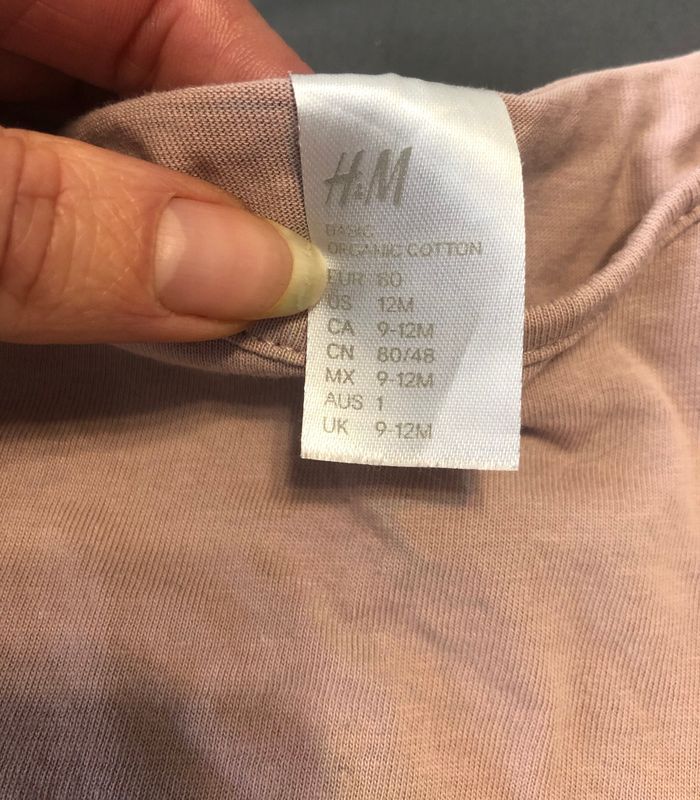 H&M
BASIC
ORGANIC COTTON
EUR 80
US 12M
CA 9-12M
CN 80/48
MX 9-12M
AUS 1
UK 9-12M